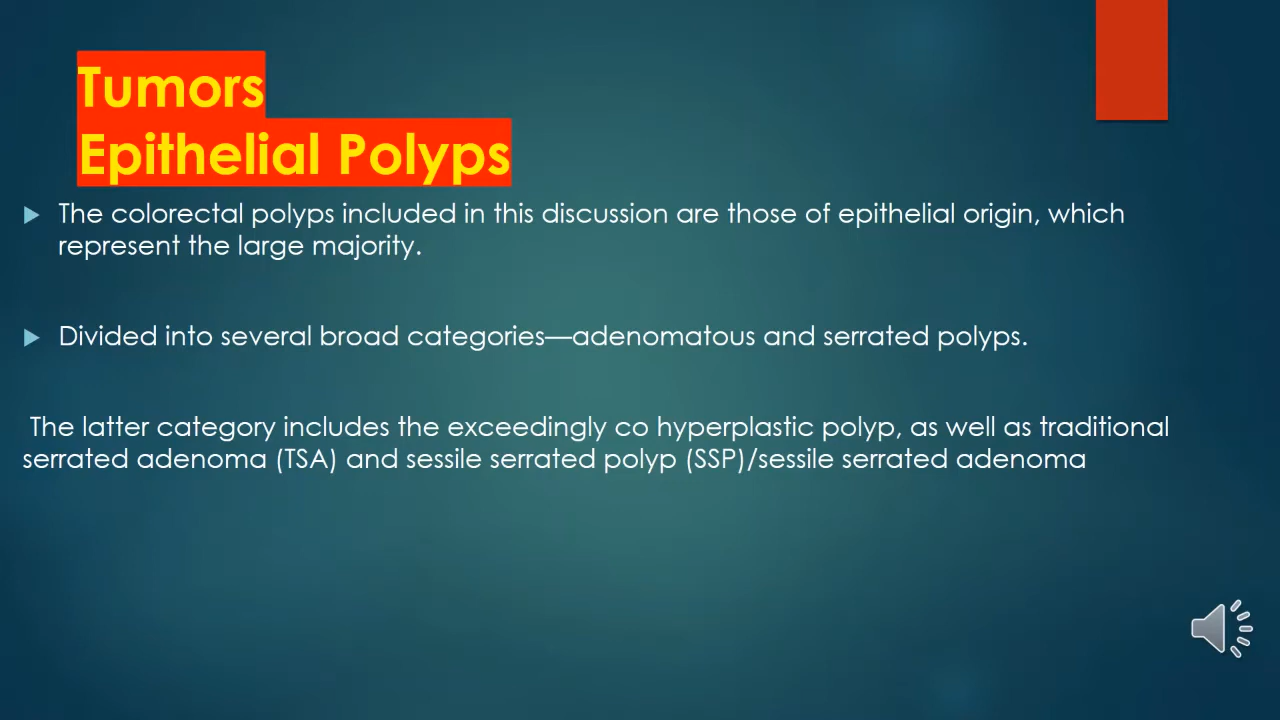 Tumors
Epithelial Polyps
The colorectal polyps included in this discussion are those of epithelial origin, which
represent the large majority.
Divided into several broad categories—adenomatous and serrated polyps.
The latter category includes the exceedingly co hyperplastic polyp, as well as traditional
serrated adenoma (TSA) and sessile serrated polyp (SSP)/sessile serrated adenoma